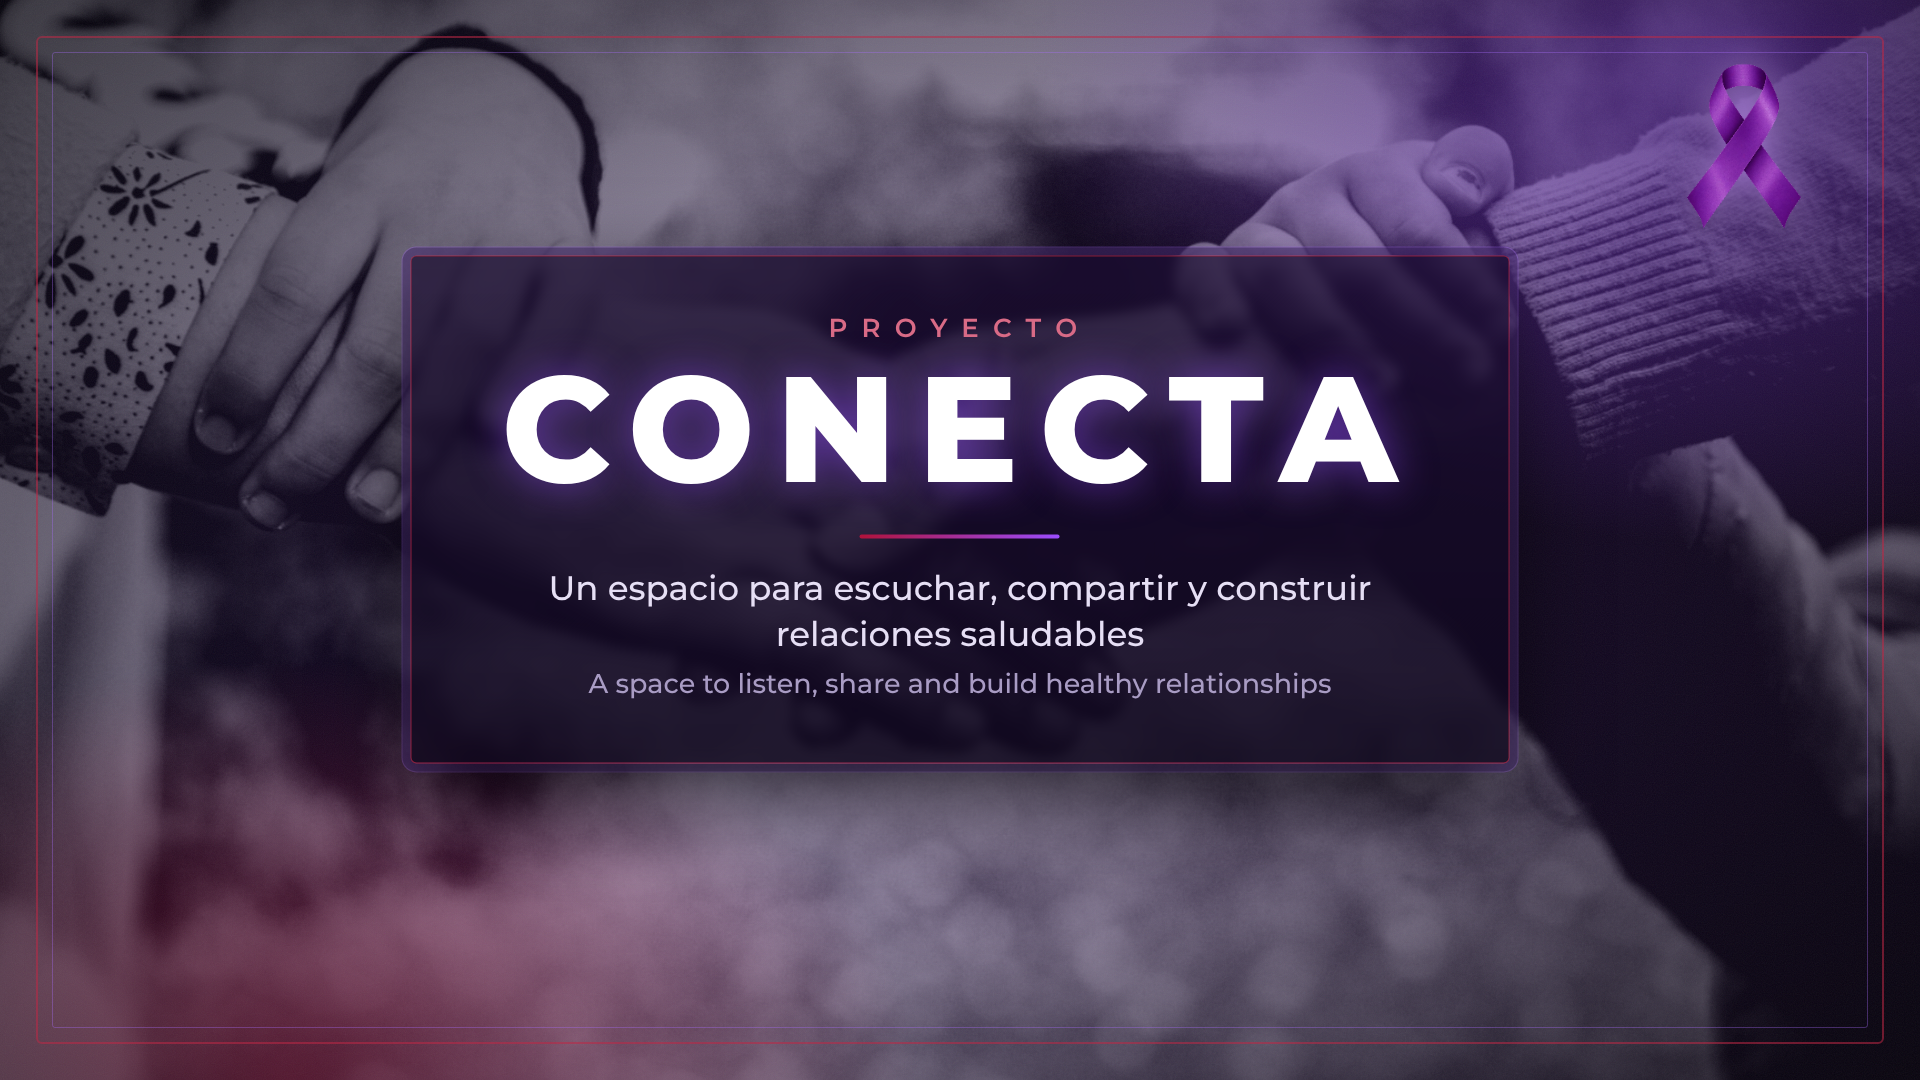 PROYECTO
CONECTA
Un espacio para escuchar, compartir y construir
relaciones saludables
A space to listen, share and build healthy relationships